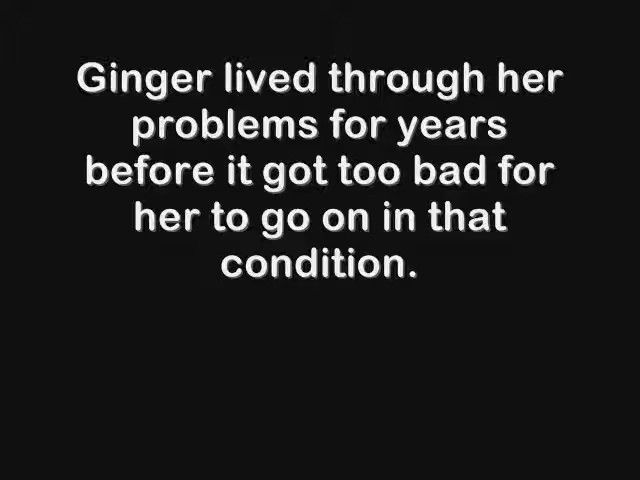 Ginger lived through her
problems for years
before it got too bad for
her to go on in that
condition.